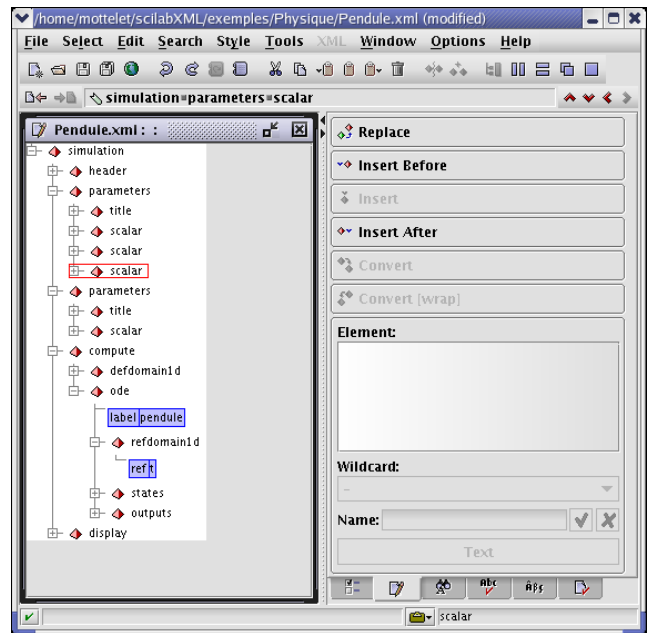 /home/mottelet/scilabXML/exemples/Physique/Pendule.xml (modified)
File Select Edit Search Style Tools XML Window Options Help
simulation=parameters=scalar
Pendule.xml : :
simulation
header
parameters
title
scalar
scalar
scalar
parameters
title
scalar
compute
defdomain1d
ode
label pendule
refdomain1d
ref t
states
outputs
display
Replace
Insert Before
Insert
Insert After
Convert
Convert [wrap]
Element:
Wildcard:
-
Name:
Text
Abc
Äβς
scalar